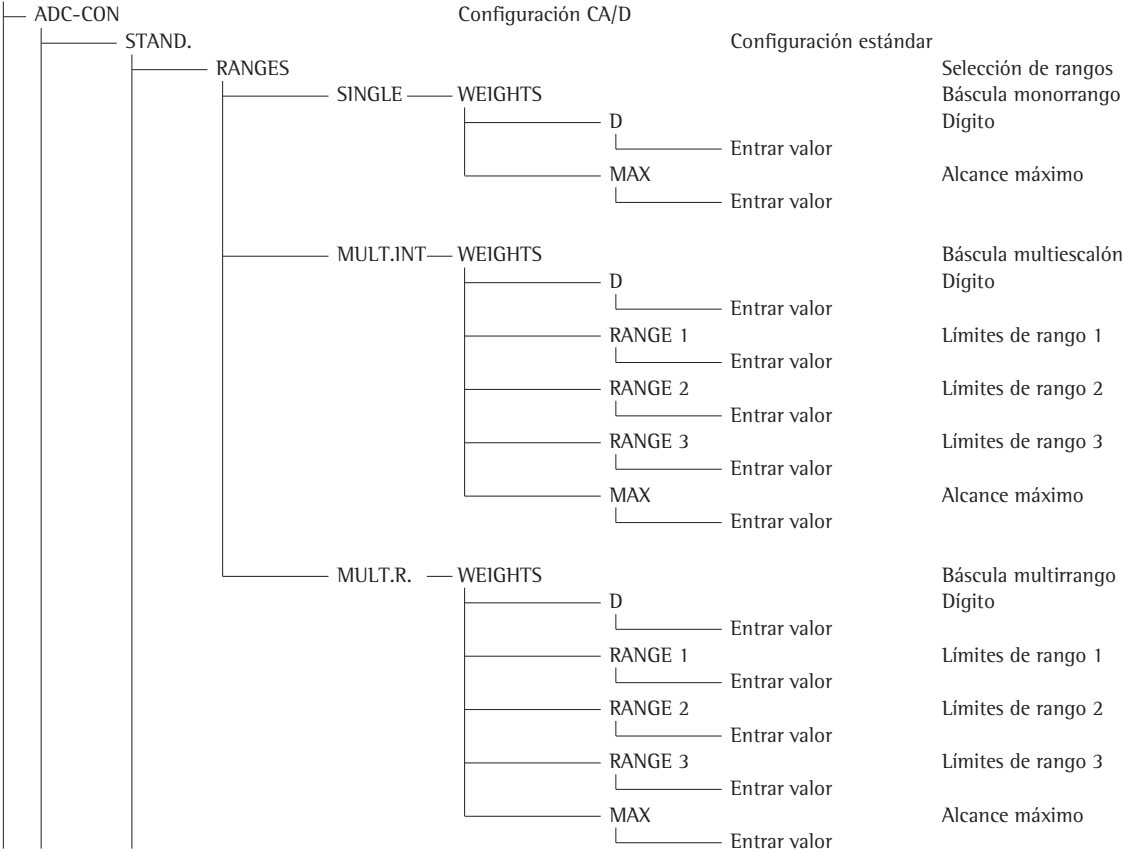 ADC-CON Configuración CA/D
STAND. Configuración estándar
RANGES Selección de rangos
SINGLE WEIGHTS Báscula monorrango
D Dígito
Entrar valor
MAX Alcance máximo
Entrar valor
MULT.INT WEIGHTS Báscula multiescalón
D Dígito
Entrar valor
RANGE 1 Límites de rango 1
Entrar valor
RANGE 2 Límites de rango 2
Entrar valor
RANGE 3 Límites de rango 3
Entrar valor
MAX Alcance máximo
Entrar valor
MULT.R. WEIGHTS Báscula multirrango
D Dígito
Entrar valor
RANGE 1 Límites de rango 1
Entrar valor
RANGE 2 Límites de rango 2
Entrar valor
RANGE 3 Límites de rango 3
Entrar valor
MAX Alcance máximo
Entrar valor